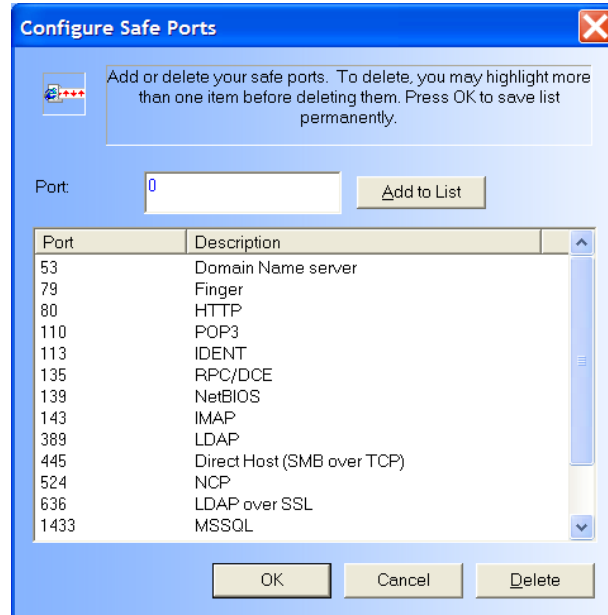 Configure Safe Ports
Add or delete your safe ports. To delete, you may highlight more
than one item before deleting them. Press OK to save list
permanently.
Port: 0 Add to List
Port Description
53 Domain Name server
79 Finger
80 HTTP
110 POP3
113 IDENT
135 RPC/DCE
139 NetBIOS
143 IMAP
389 LDAP
445 Direct Host (SMB over TCP)
524 NCP
636 LDAP over SSL
1433 MSSQL
OK Cancel Delete